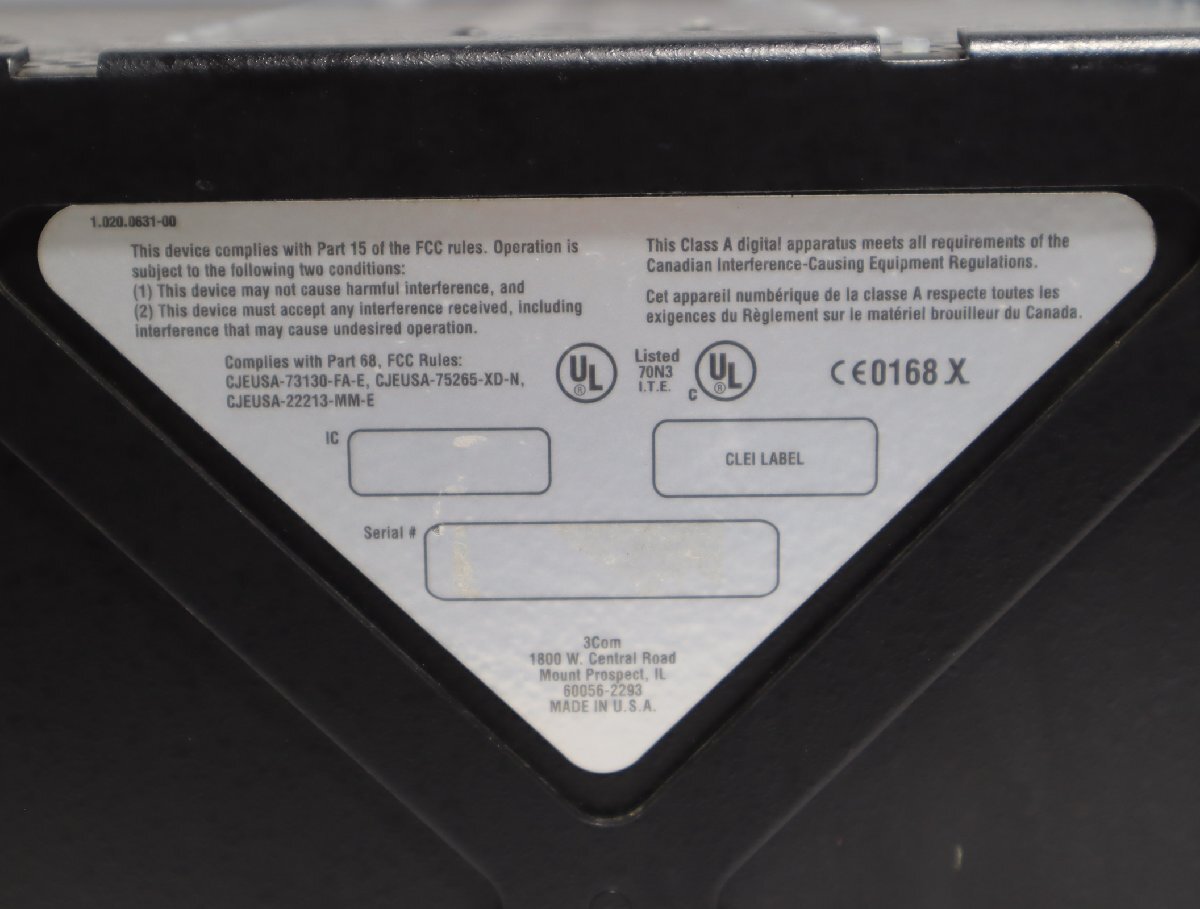 1.020.0631-00
This device complies with Part 15 of the FCC rules. Operation is
subject to the following two conditions:
(1) This device may not cause harmful interference, and
(2) This device must accept any interference received, including
interference that may cause undesired operation.
This Class A digital apparatus meets all requirements of the
Canadian Interference-Causing Equipment Regulations.
Cet appareil numbérique de la classe A respecte toutes les
exigences du Règlement sur le matériel brouilleur du Canada.
Complies with Part 68, FCC Rules:
CJEUSA-73130-FA-E, CJEUSA-75265-XD-N,
CJEUSA-22213-MM-E
UL ®
Listed
70N3
I.T.E.
C UL ®
CE0168 X
IC
CLEI LABEL
Serial #
3Com
1800 W. Central Road
Mount Prospect, IL
60056-2293
MADE IN U.S.A.